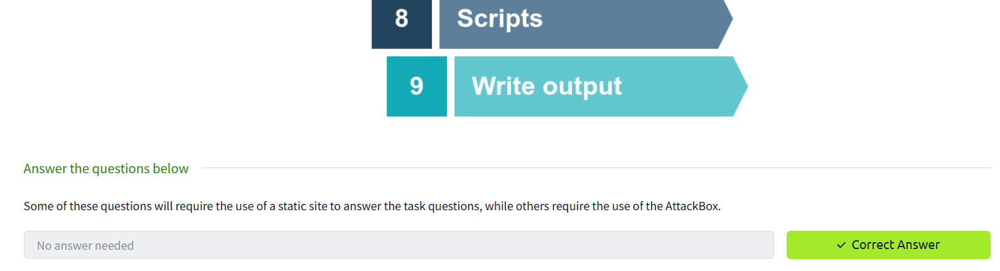 8 Scripts
9 Write output
Answer the questions below
Some of these questions will require the use of a static site to answer the task questions, while others require the use of the AttackBox.
No answer needed
✓ Correct Answer